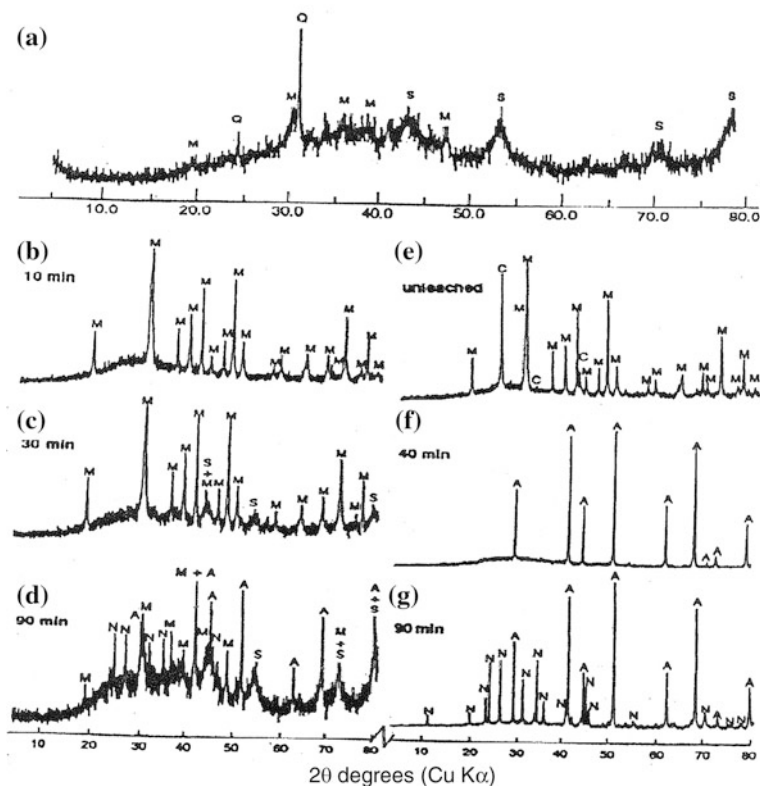 (a)
Q
M
Q
M
M
M
S
M
S
S
S
10.0 20.0 30.0 40.0 50.0 60.0 70.0 80.0
(b)
10 min
M M M M M M M M M M M M M M M M M M
(e)
unleached
M C M M C M M M C M M M M M M M M M M M M M
(c)
30 min
M M M M M S + M M M M S M M M M M M S
(f)
40 min
A A A A A A A A A
(d)
90 min
M N N A M N N M M M + A M A N M A S A A M + S A + S
(g)
90 min
N N N N N A N N N N A A N N A N A A N A N N A
10 20 30 40 50 60 70 80 10 20 30 40 50 60 70 80
2θ degrees (Cu Kα)